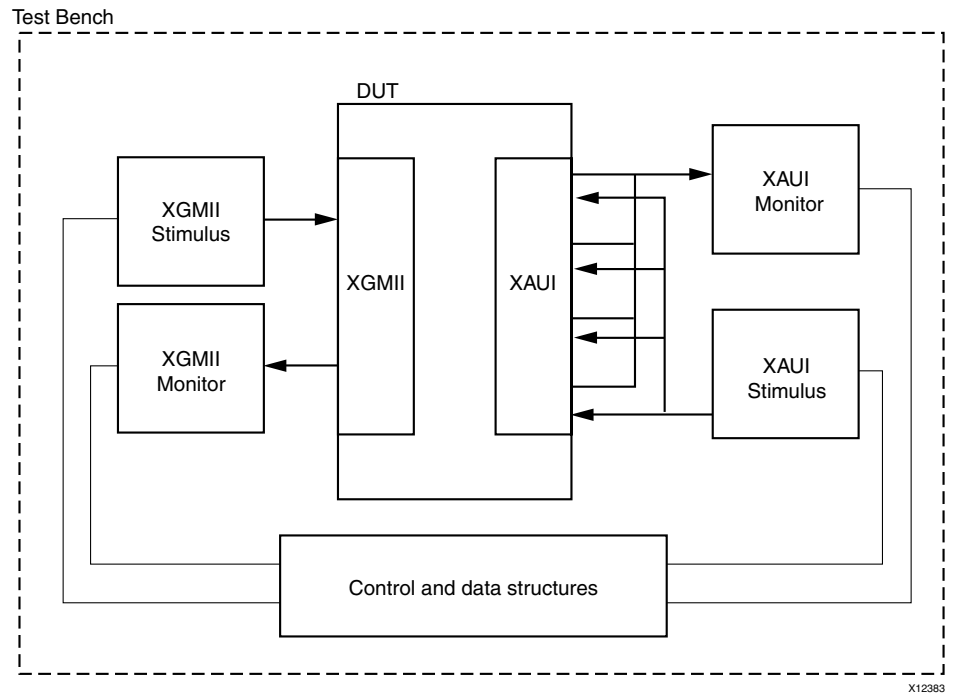 Test Bench
DUT
XGMII
Stimulus
XGMII
Monitor
XGMII
XAUI
XAUI
Monitor
XAUI
Stimulus
Control and data structures
X12383